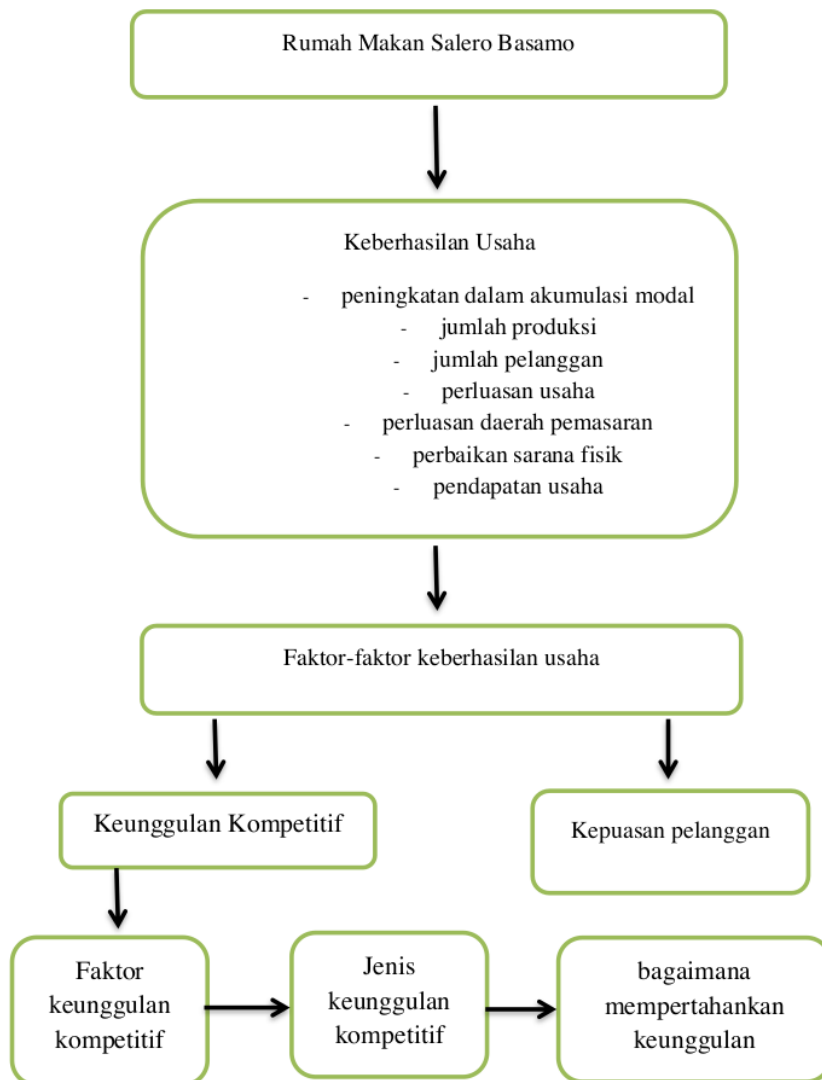 Rumah Makan Salero Basamo
Keberhasilan Usaha
- peningkatan dalam akumulasi modal
- jumlah produksi
- jumlah pelanggan
- perluasan usaha
- perluasan daerah pemasaran
- perbaikan sarana fisik
- pendapatan usaha
Faktor-faktor keberhasilan usaha
Keunggulan Kompetitif
Kepuasan pelanggan
Faktor
keunggulan
kompetitif
Jenis
keunggulan
kompetitif
bagaimana
mempertahankan
keunggulan